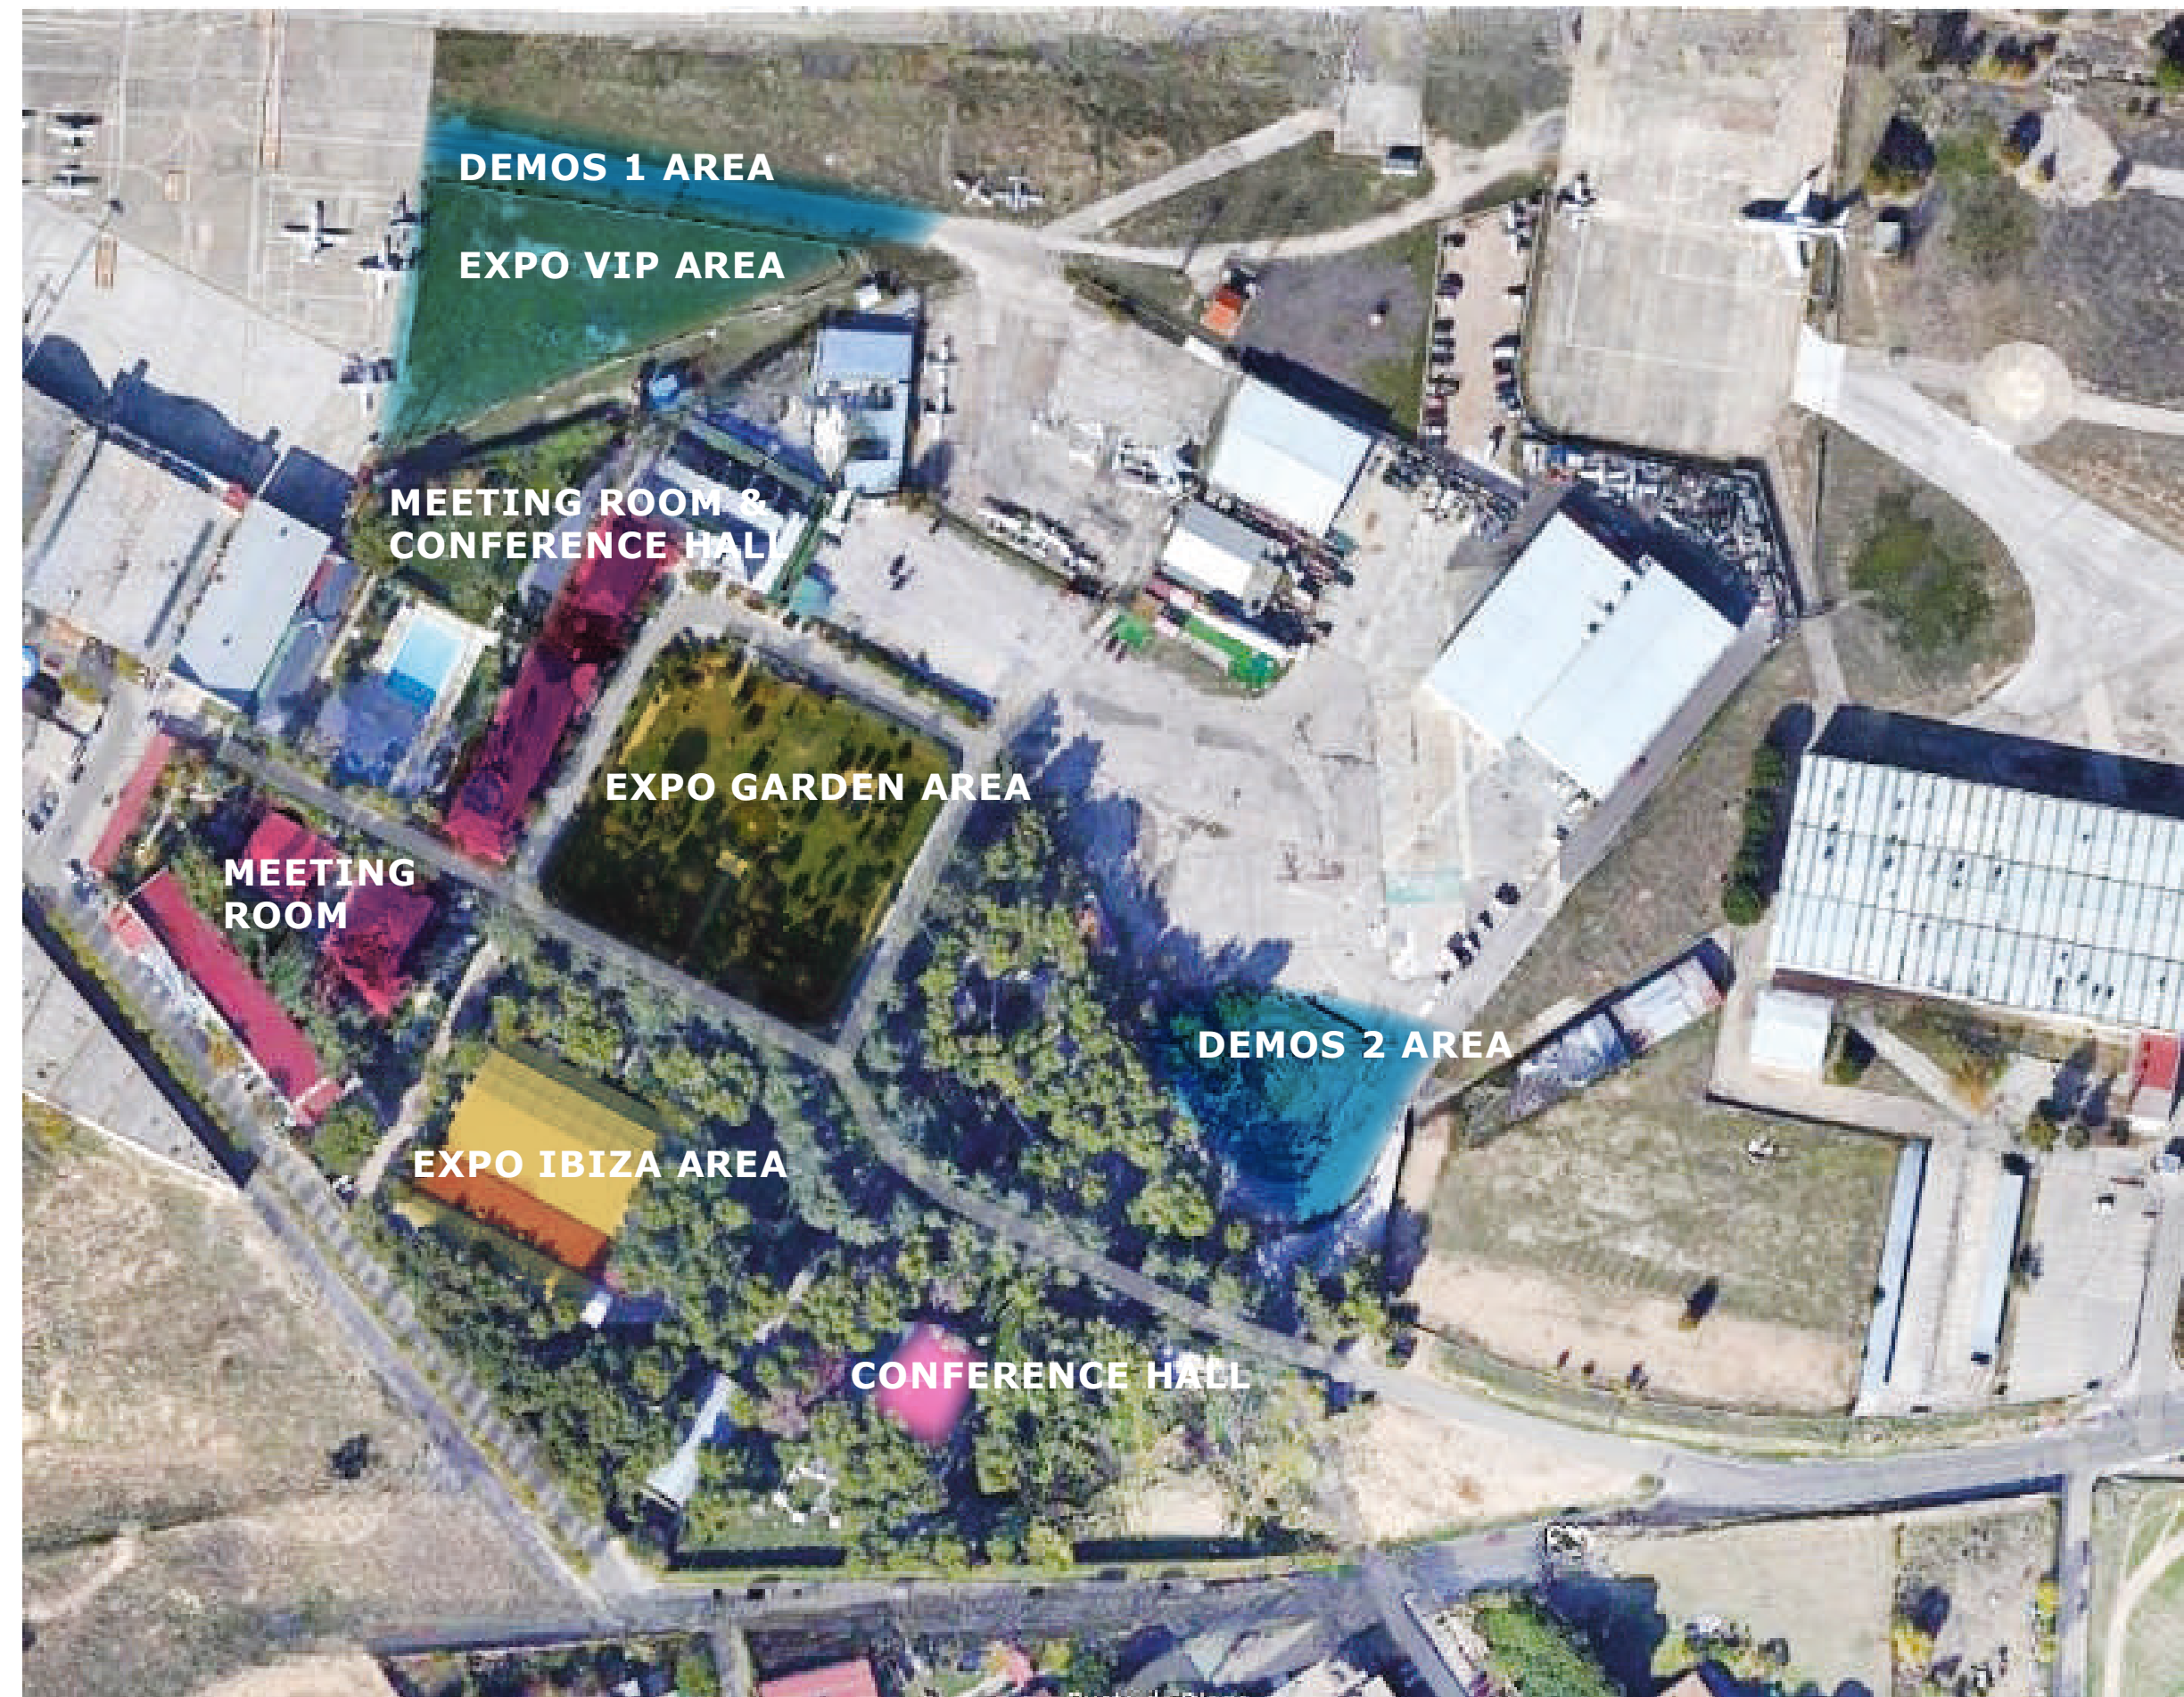 DEMOS 1 AREA
EXPO VIP AREA
MEETING ROOM &
CONFERENCE HALL
EXPO GARDEN AREA
MEETING
ROOM
DEMOS 2 AREA
EXPO IBIZA AREA
CONFERENCE HALL